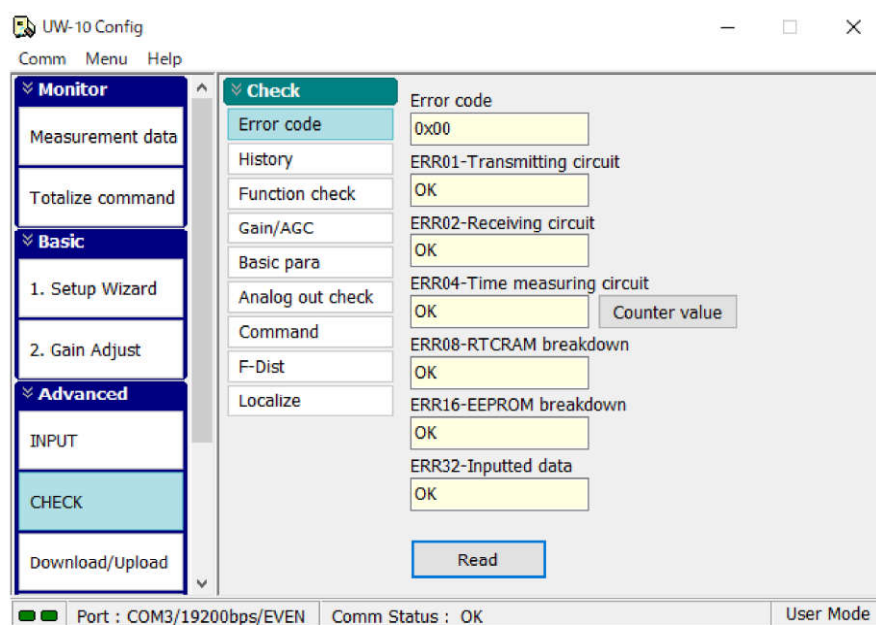 UW-10 Config
Comm Menu Help
Monitor
Measurement data
Totalize command
Basic
1. Setup Wizard
2. Gain Adjust
Advanced
INPUT
CHECK
Download/Upload
Check
Error code
History
Function check
Gain/AGC
Basic para
Analog out check
Command
F-Dist
Localize
Error code
0x00
ERR01-Transmitting circuit
OK
ERR02-Receiving circuit
OK
ERR04-Time measuring circuit
OK Counter value
ERR08-RTCRAM breakdown
OK
ERR16-EEPROM breakdown
OK
ERR32-Inputted data
OK
Read
Port : COM3/19200bps/EVEN Comm Status : OK User Mode